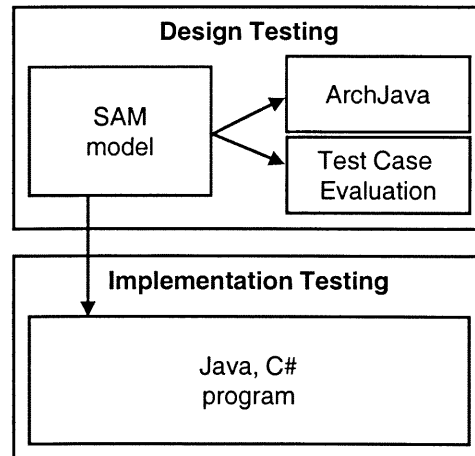 Design Testing
SAM
model
ArchJava
Test Case
Evaluation
Implementation Testing
Java, C#
program